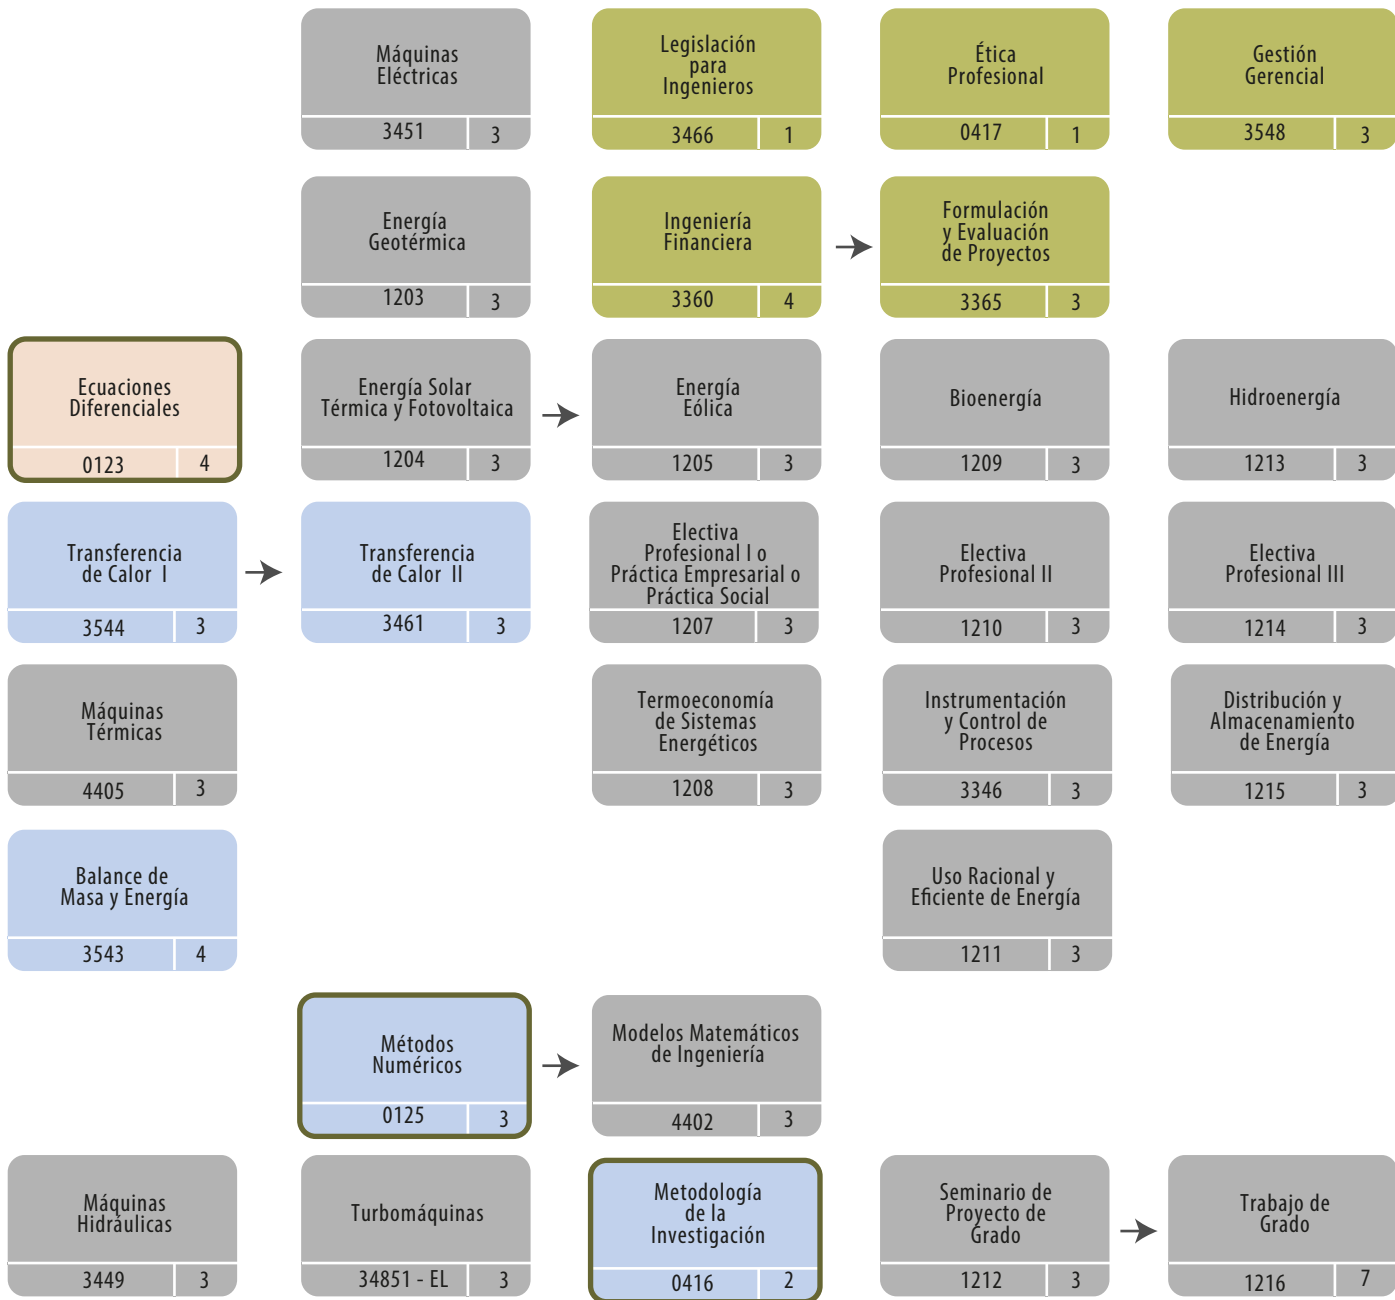 Máquinas
Eléctricas
3451 3
Legislación
para
Ingenieros
3466 1
Ética
Profesional
0417 1
Gestión
Gerencial
3548 3
Energía
Geotérmica
1203 3
Ingeniería
Financiera
3360 4
Formulación
y Evaluación
de Proyectos
3365 3
Ecuaciones
Diferenciales
0123 4
Energía Solar
Térmica y Fotovoltaica
1204 3
Energía
Eólica
1205 3
Bioenergía
1209 3
Hidroenergía
1213 3
Transferencia
de Calor I
3544 3
Transferencia
de Calor II
3461 3
Electiva
Profesional I o
Práctica Empresarial o
Práctica Social
1207 3
Electiva
Profesional II
1210 3
Electiva
Profesional III
1214 3
Máquinas
Térmicas
4405 3
Termoeconomía
de Sistemas
Energéticos
1208 3
Instrumentación
y Control de
Procesos
3346 3
Distribución y
Almacenamiento
de Energía
1215 3
Balance de
Masa y Energía
3543 4
Uso Racional y
Eficiente de Energía
1211 3
Métodos
Numéricos
0125 3
Modelos Matemáticos
de Ingeniería
4402 3
Máquinas
Hidráulicas
3449 3
Turbomáquinas
34851 - EL 3
Metodología
de la
Investigación
0416 2
Seminario de
Proyecto de
Grado
1212 3
Trabajo de
Grado
1216 7